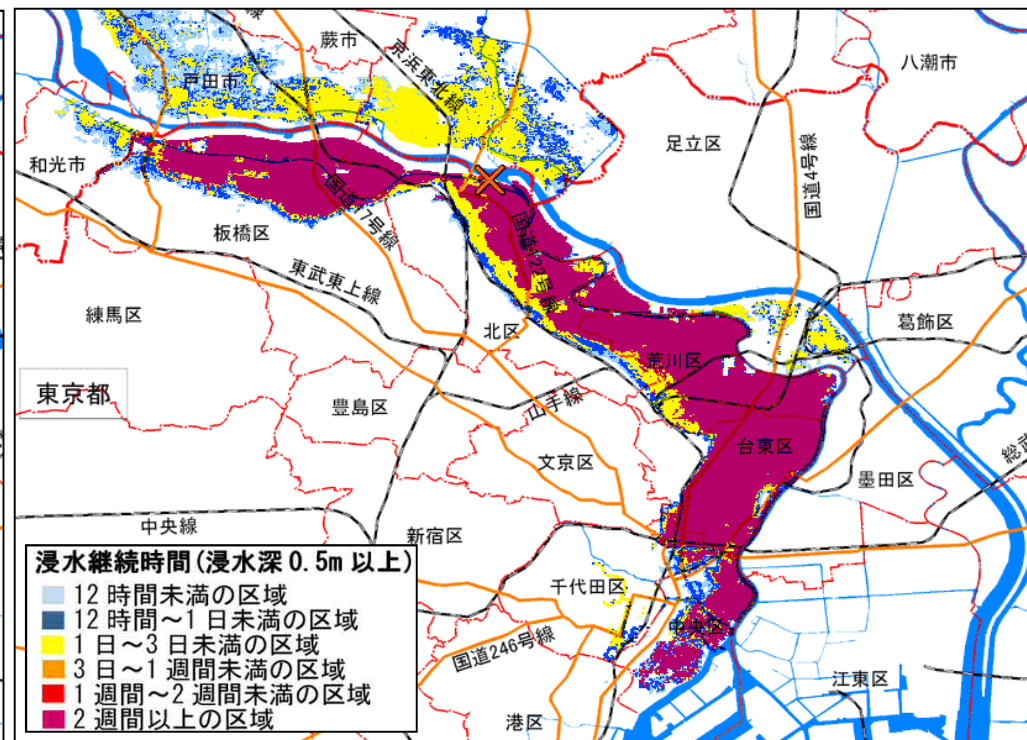 蕨市
京浜東北線
八潮市
戸田市
足立区
国道4号線
和光市
国道17号線
板橋区
国道122号線
東武東上線
練馬区
北区
葛飾区
荒川区
東京都
豊島区
山手線
台東区
文京区
墨田区
総武
中央線
新宿区
千代田区
中央区
国道246号線
江東区
港区
浸水継続時間(浸水深0.5m以上)
12時間未満の区域
12時間~1日未満の区域
1日~3日未満の区域
3日~1週間未満の区域
1週間~2週間未満の区域
2週間以上の区域